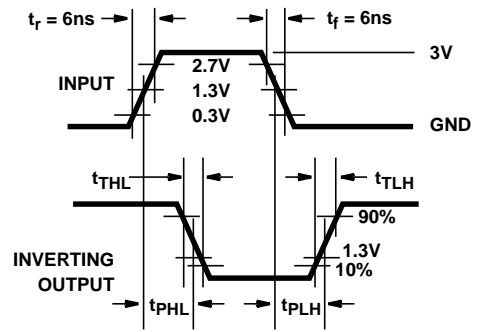 tr = 6ns
tf = 6ns
3V
2.7V
INPUT
1.3V
0.3V
GND
tTHL
tTLH
90%
INVERTING
OUTPUT
1.3V
10%
tPHL
tPLH